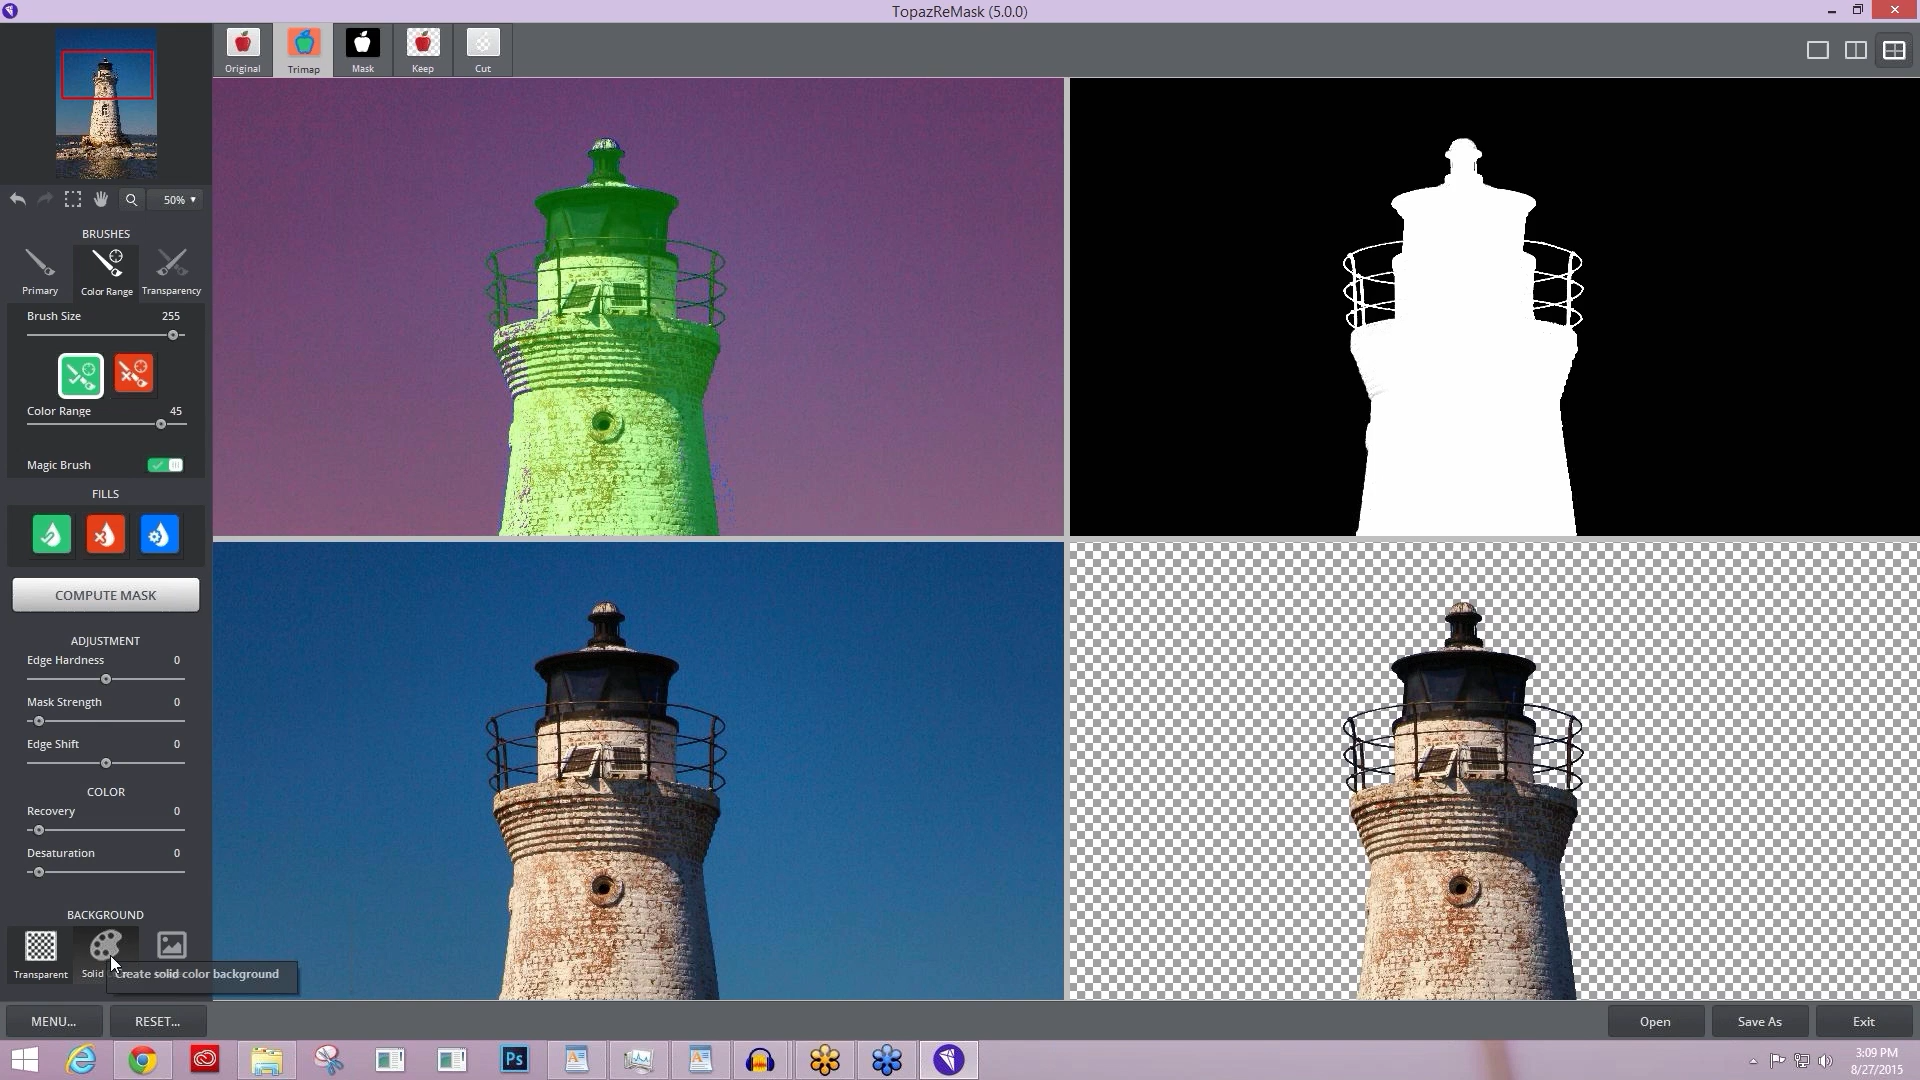 TopazReMask (5.0.0)
Original
Trimap
Mask
Keep
Cut
50%
BRUSHES
Primary
Color Range
Transparency
Brush Size 255
Color Range 45
Magic Brush
FILLS
COMPUTE MASK
ADJUSTMENT
Edge Hardness 0
Mask Strength 0
Edge Shift 0
COLOR
Recovery 0
Desaturation 0
BACKGROUND
Transparent
Solid
Create solid color background
MENU...
RESET...
Open
Save As
Exit
Ps
3:09 PM
8/27/2015